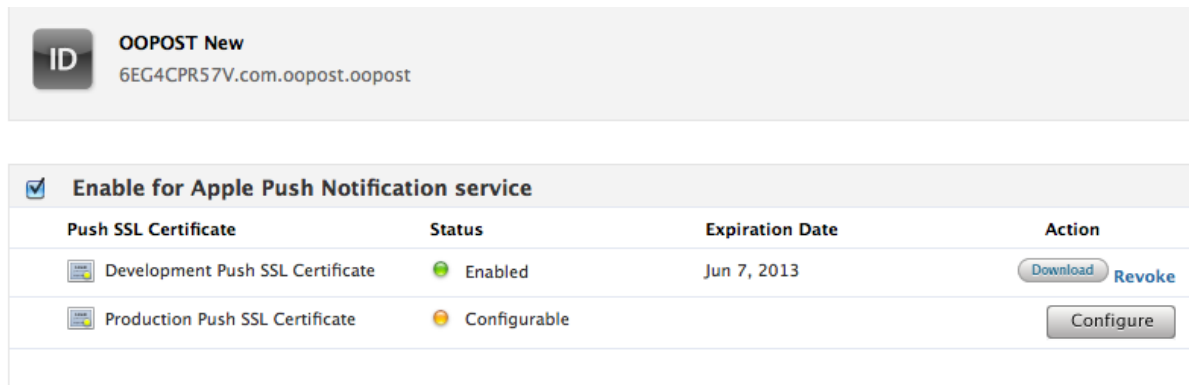 ID
OOPOST New
6EG4CPR57V.com.oopost.oopost
Enable for Apple Push Notification service
Push SSL Certificate Status Expiration Date Action
Development Push SSL Certificate Enabled Jun 7, 2013 Download Revoke
Production Push SSL Certificate Configurable Configure